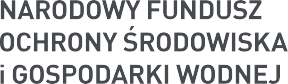 NARODOWY FUNDUSZ
OCHRONY ŚRODOWISKA
i GOSPODARKI WODNEJ